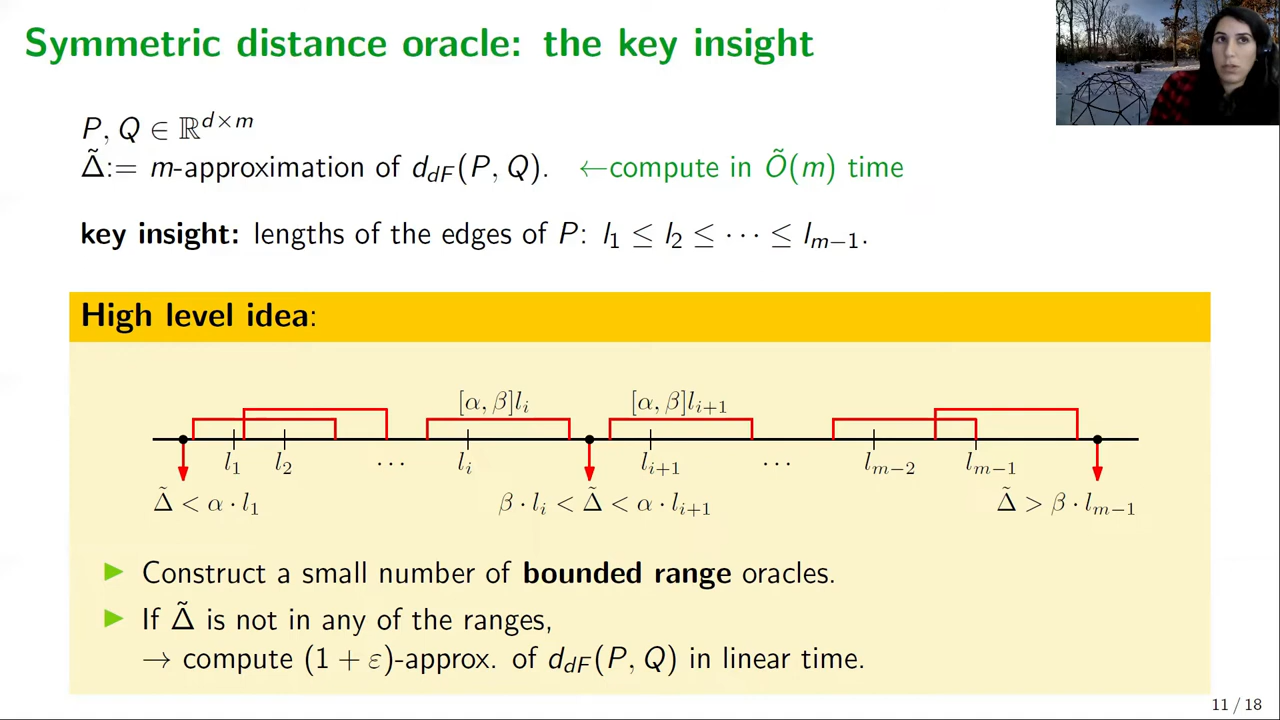 Symmetric distance oracle: the key insight
P, Q ∈ ℝ^{d×m}
Δ̃:= m-approximation of d_{dF}(P, Q). ←compute in Õ(m) time
key insight: lengths of the edges of P: l₁ ≤ l₂ ≤ ⋯ ≤ l_{m−1}.
High level idea:
[α, β]l_i [α, β]l_{i+1}
l₁ l₂ ⋯ l_i l_{i+1} ⋯ l_{m−2} l_{m−1}
Δ̃ < α · l₁ β · l_i < Δ̃ < α · l_{i+1} Δ̃ > β · l_{m−1}
▶ Construct a small number of bounded range oracles.
▶ If Δ̃ is not in any of the ranges,
→ compute (1 + ε)-approx. of d_{dF}(P, Q) in linear time.
11 / 18